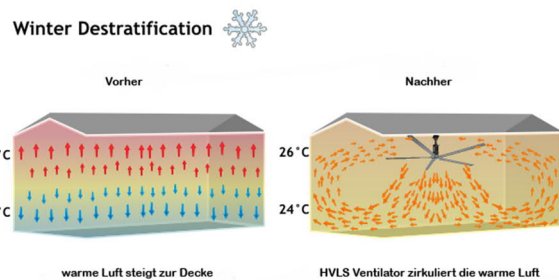 Winter Destratification
Vorher
Nachher
°C
26°C
°C
24°C
warme Luft steigt zur Decke
HVLS Ventilator zirkuliert die warme Luft